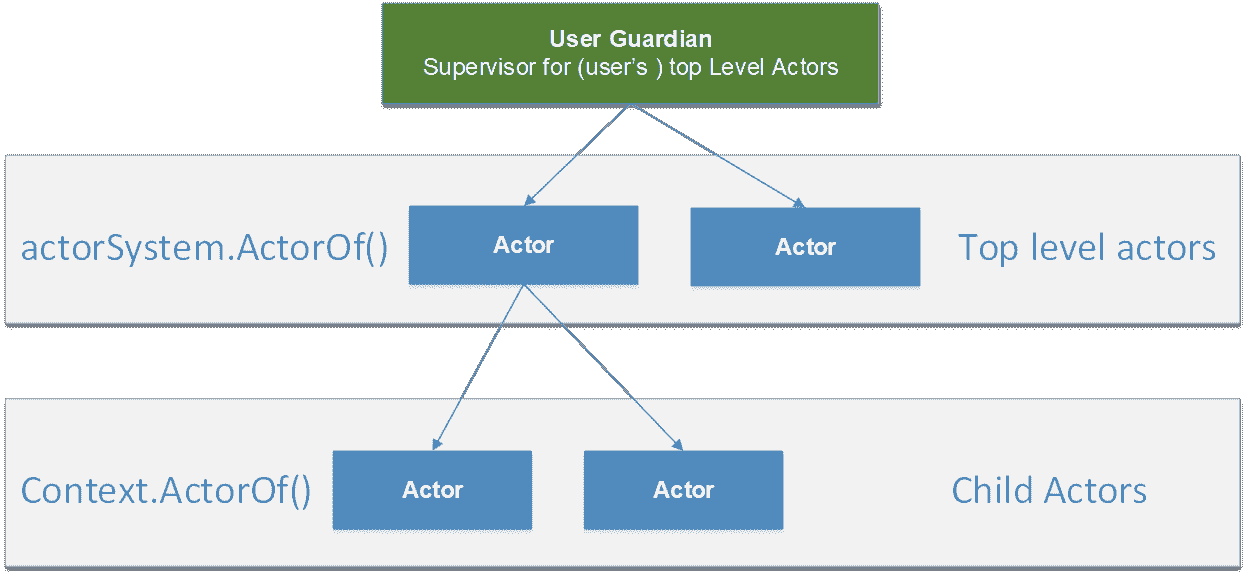 User Guardian
Supervisor for (user’s ) top Level Actors
actorSystem.ActorOf()
Actor
Actor
Top level actors
Context.ActorOf()
Actor
Actor
Child Actors